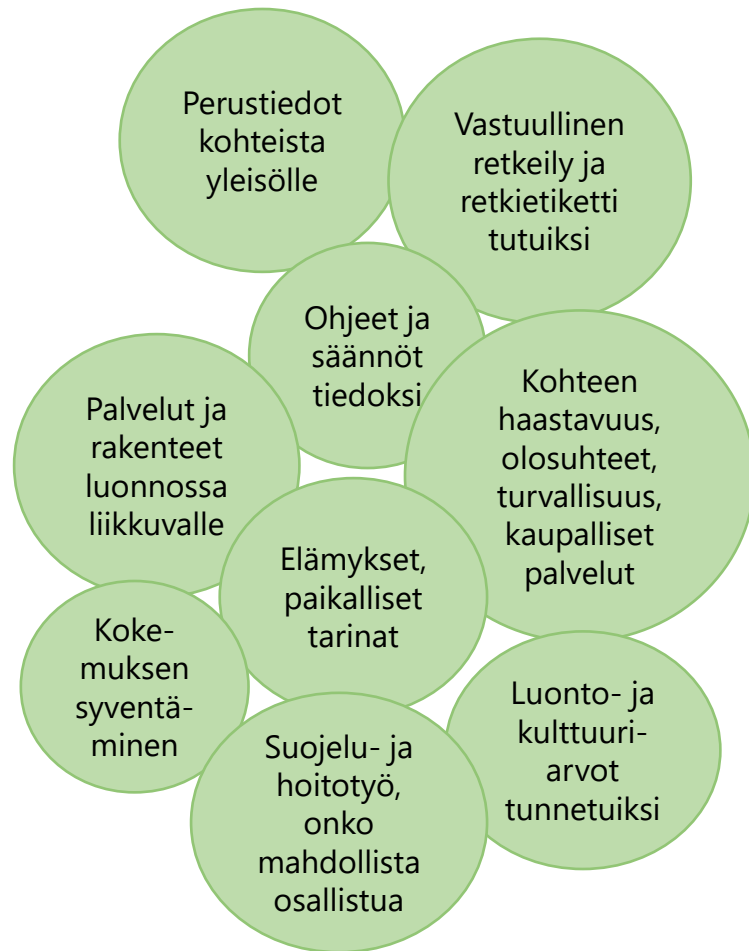 Perustiedot
kohteista
yleisölle
Vastuullinen
retkeily ja
retkietiketti
tutuiksi
Ohjeet ja
säännöt
tiedoksi
Palvelut ja
rakenteet
luonnossa
liikkuvalle
Kohteen
haastavuus,
olosuhteet,
turvallisuus,
kaupalliset
palvelut
Elämykset,
paikalliset
tarinat
Koke-
muksen
syventä-
minen
Luonto- ja
kulttuuri-
arvot
tunnetuiksi
Suojelu- ja
hoitotyö,
onko
mahdollista
osallistua